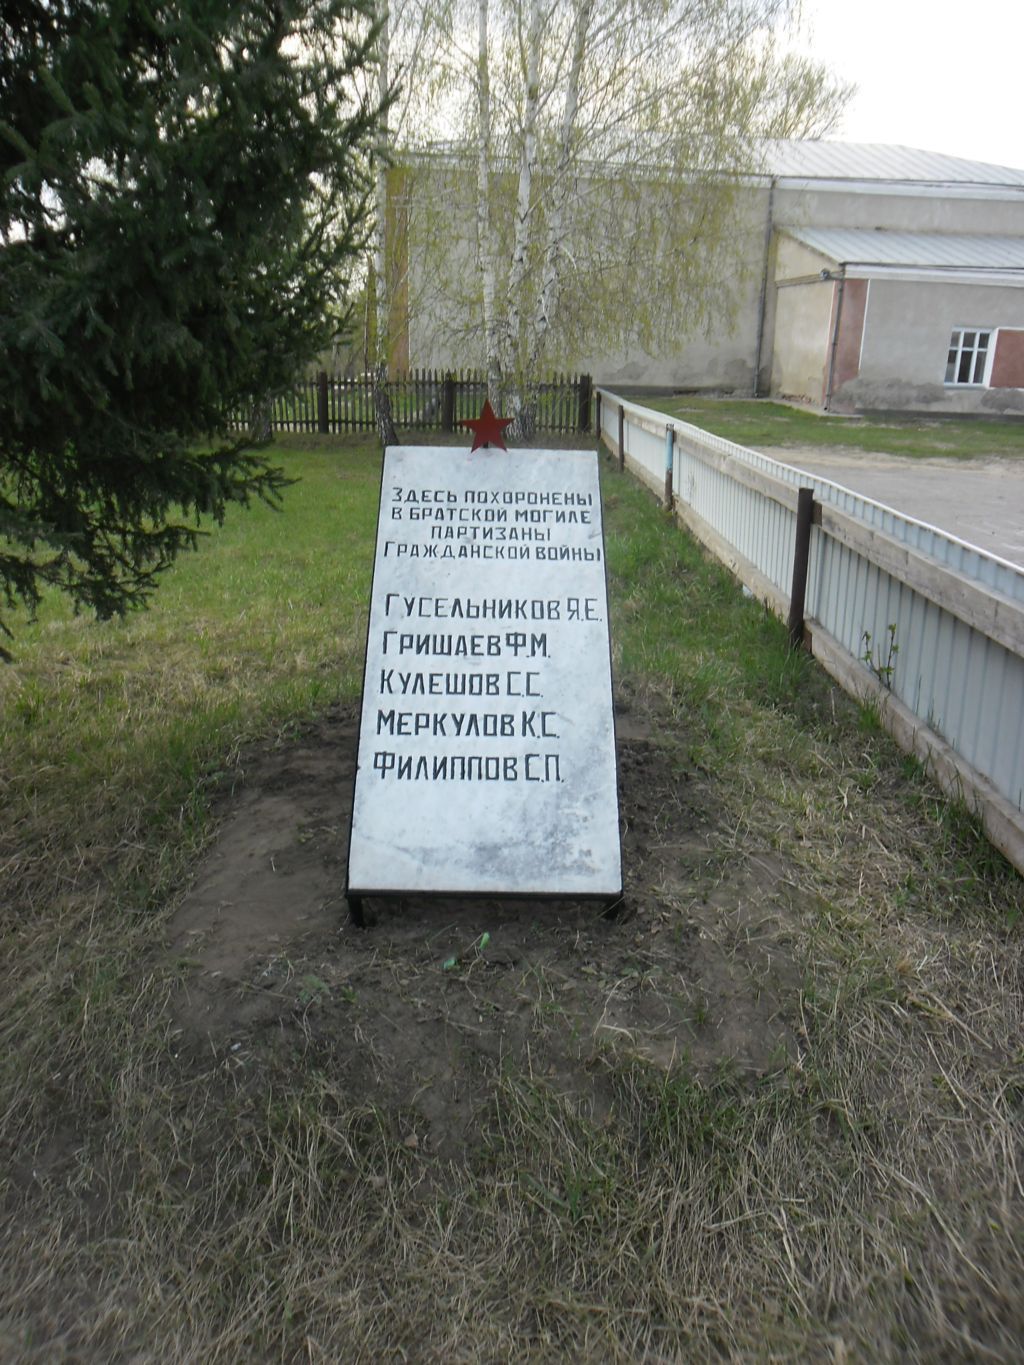 Здесь похоронены
в братской могиле
партизаны
Гражданской войны
Гусельников Я.Е.
Гришаев Ф.М.
Кулешов С.С.
Меркулов К.С.
Филиппов С.П.